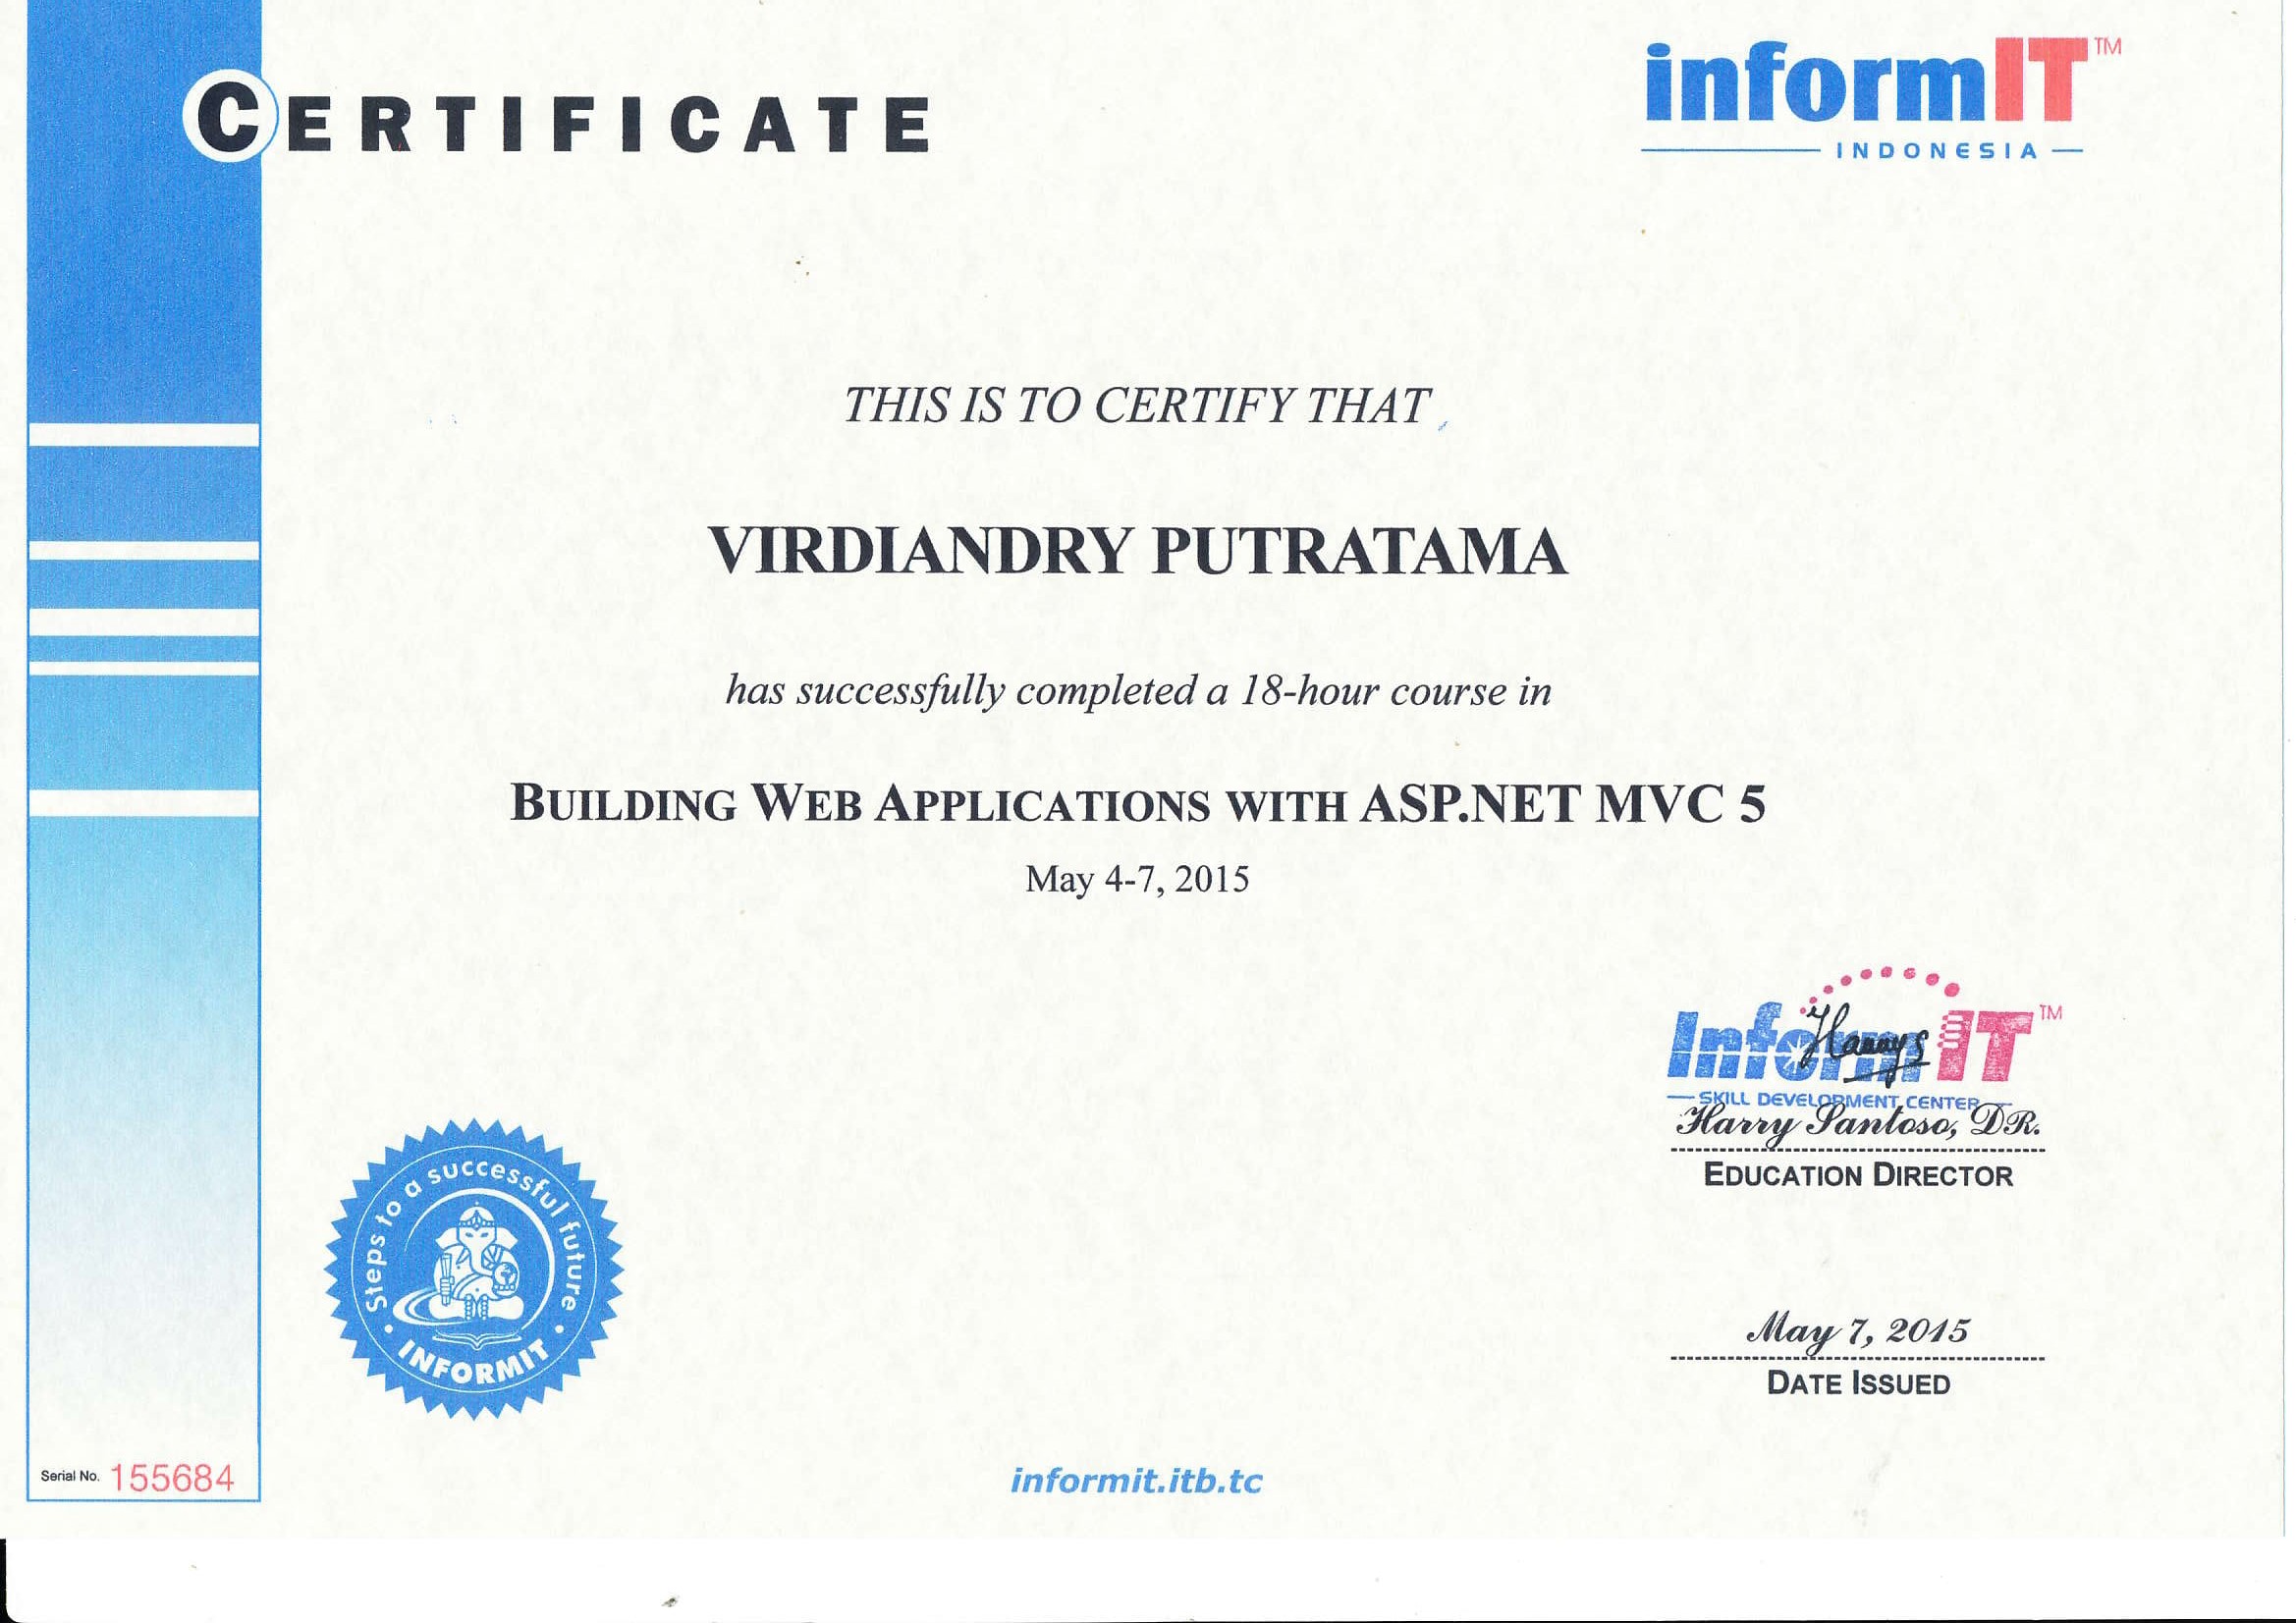 CERTIFICATE
informIT™
INDONESIA
THIS IS TO CERTIFY THAT
VIRDIANDRY PUTRATAMA
has successfully completed a 18-hour course in
BUILDING WEB APPLICATIONS WITH ASP.NET MVC 5
May 4-7, 2015
InformIT™
SKILL DEVELOPMENT CENTER
Harry Santoso, DR.
EDUCATION DIRECTOR
Steps to a successful future
• INFORMIT •
May 7, 2015
DATE ISSUED
Serial No. 155684
informit.itb.tc